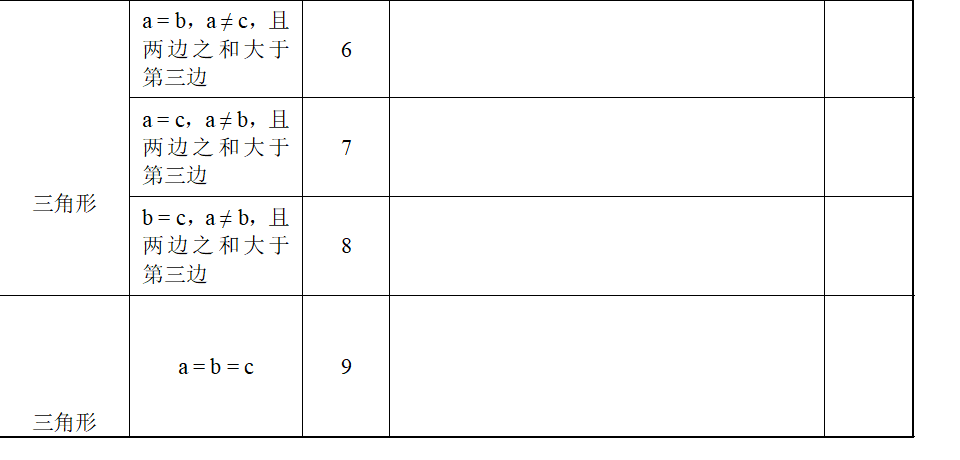 a = b，a ≠ c，且
两边之和大于
第三边
6
a = c，a ≠ b，且
两边之和大于
第三边
7
三角形
b = c，a ≠ b，且
两边之和大于
第三边
8
a = b = c
9
三角形